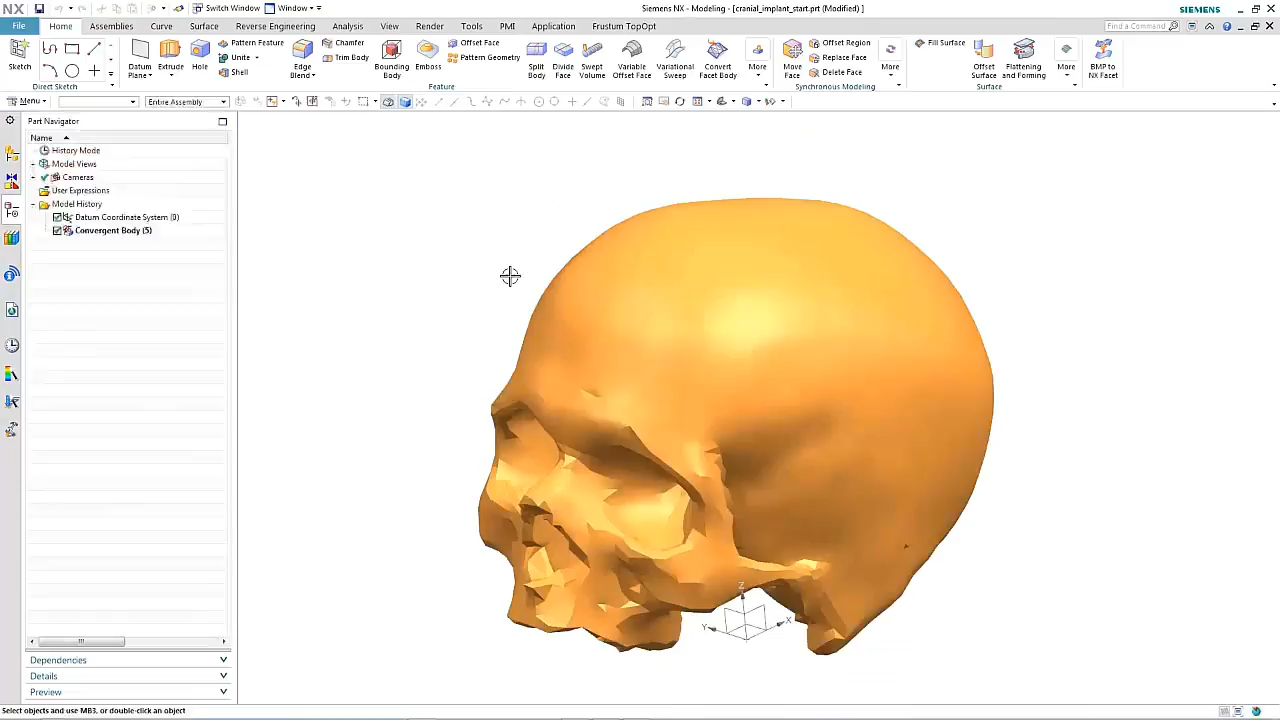 NX Switch Window Window Siemens NX - Modeling - [cranial_implant_start.prt (Modified) ] SIEMENS
File Home Assemblies Curve Surface Reverse Engineering Analysis View Render Tools PMI Application Frustum TopOpt Find a Command
Pattern Feature Chamfer Offset Face Offset Region Fill Surface
Unite Trim Body Pattern Geometry Replace Face
Shell Delete Face
Sketch Datum Plane Extrude Hole Edge Blend Bounding Body Emboss Split Body Divide Face Swept Volume Variable Offset Face Variational Sweep Convert Facet Body More Move Face More Offset Surface Flattening and Forming More BMP to NX Facet
Direct Sketch Feature Synchronous Modeling Surface
Menu Entire Assembly
Part Navigator
Name
History Mode
Model Views
Cameras
User Expressions
Model History
Datum Coordinate System (0)
Convergent Body (5)
Z
Y X
Dependencies
Details
Preview
Select objects and use MB3, or double-click an object